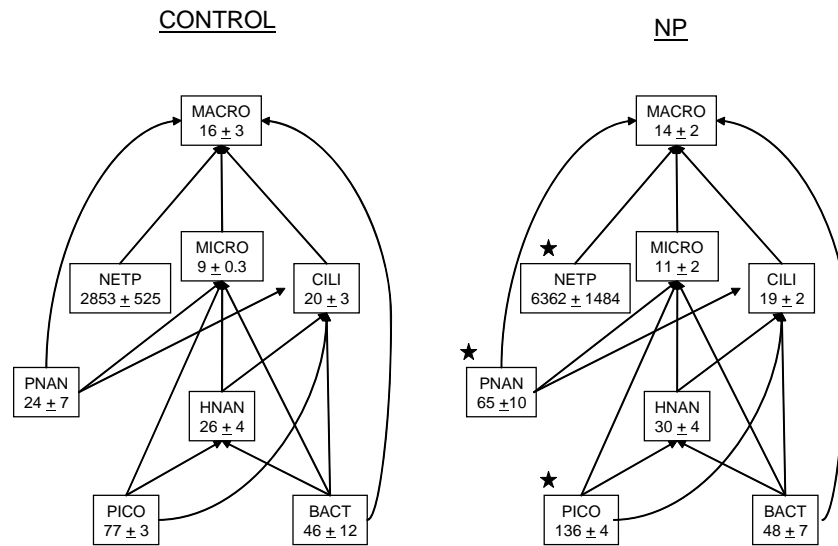 CONTROL
MACRO
16 ± 3
MICRO
9 ± 0.3
NETP
2853 ± 525
CILI
20 ± 3
PNAN
24 ± 7
HNAN
26 ± 4
PICO
77 ± 3
BACT
46 ± 12
NP
MACRO
14 ± 2
MICRO
11 ± 2
NETP
6362 ± 1484
CILI
19 ± 2
PNAN
65 ±10
HNAN
30 ± 4
PICO
136 ± 4
BACT
48 ± 7